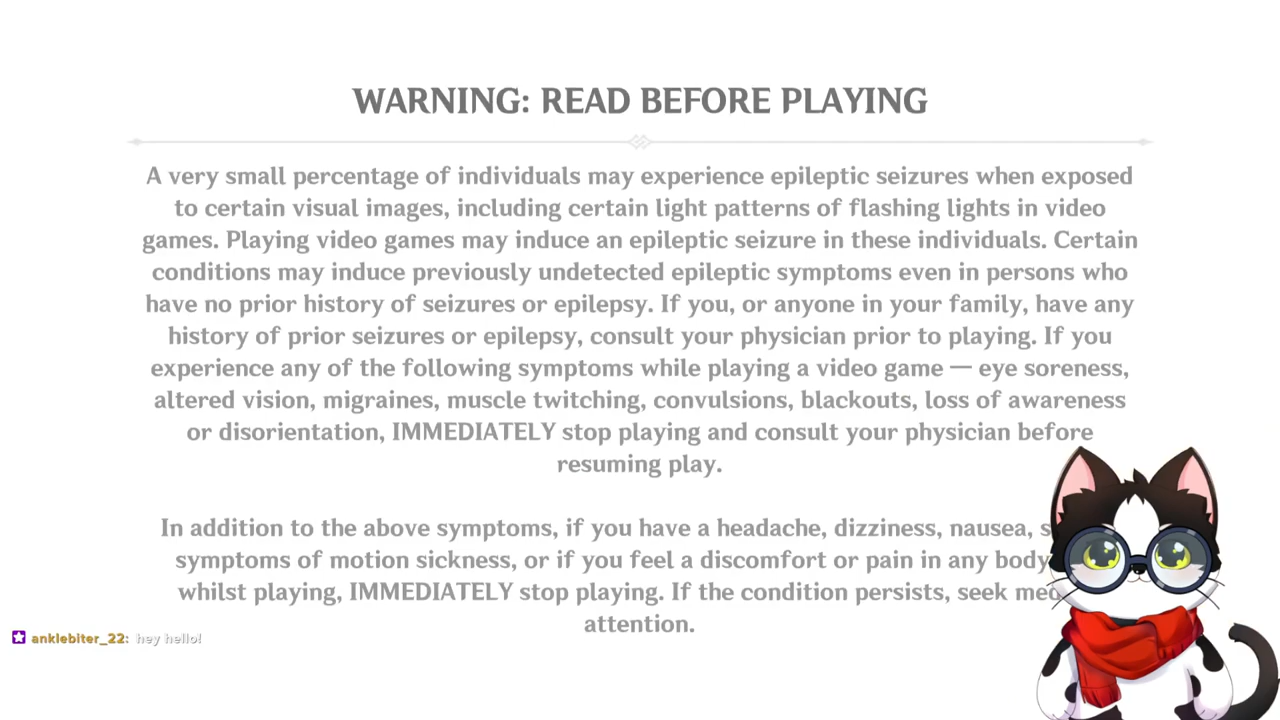 WARNING: READ BEFORE PLAYING
A very small percentage of individuals may experience epileptic seizures when exposed
to certain visual images, including certain light patterns of flashing lights in video
games. Playing video games may induce an epileptic seizure in these individuals. Certain
conditions may induce previously undetected epileptic symptoms even in persons who
have no prior history of seizures or epilepsy. If you, or anyone in your family, have any
history of prior seizures or epilepsy, consult your physician prior to playing. If you
experience any of the following symptoms while playing a video game — eye soreness,
altered vision, migraines, muscle twitching, convulsions, blackouts, loss of awareness
or disorientation, IMMEDIATELY stop playing and consult your physician before
resuming play.
In addition to the above symptoms, if you have a headache, dizziness, nausea,
symptoms of motion sickness, or if you feel a discomfort or pain in any body
whilst playing, IMMEDIATELY stop playing. If the condition persists, seek
attention.
anklebiter_22: hey hello!